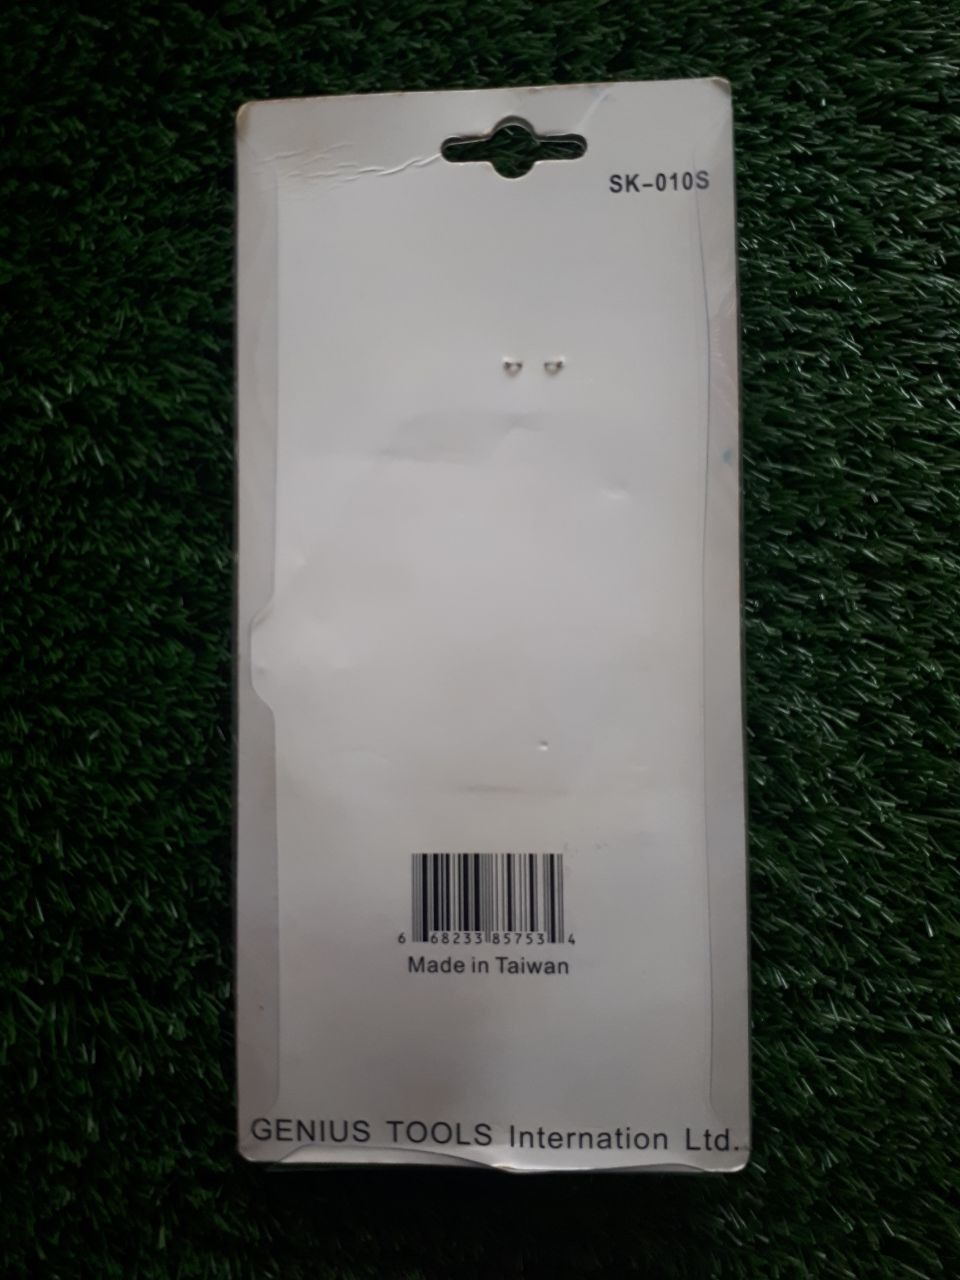 SK-010S
6 68233 85753 4
Made in Taiwan
GENIUS TOOLS Internation Ltd.